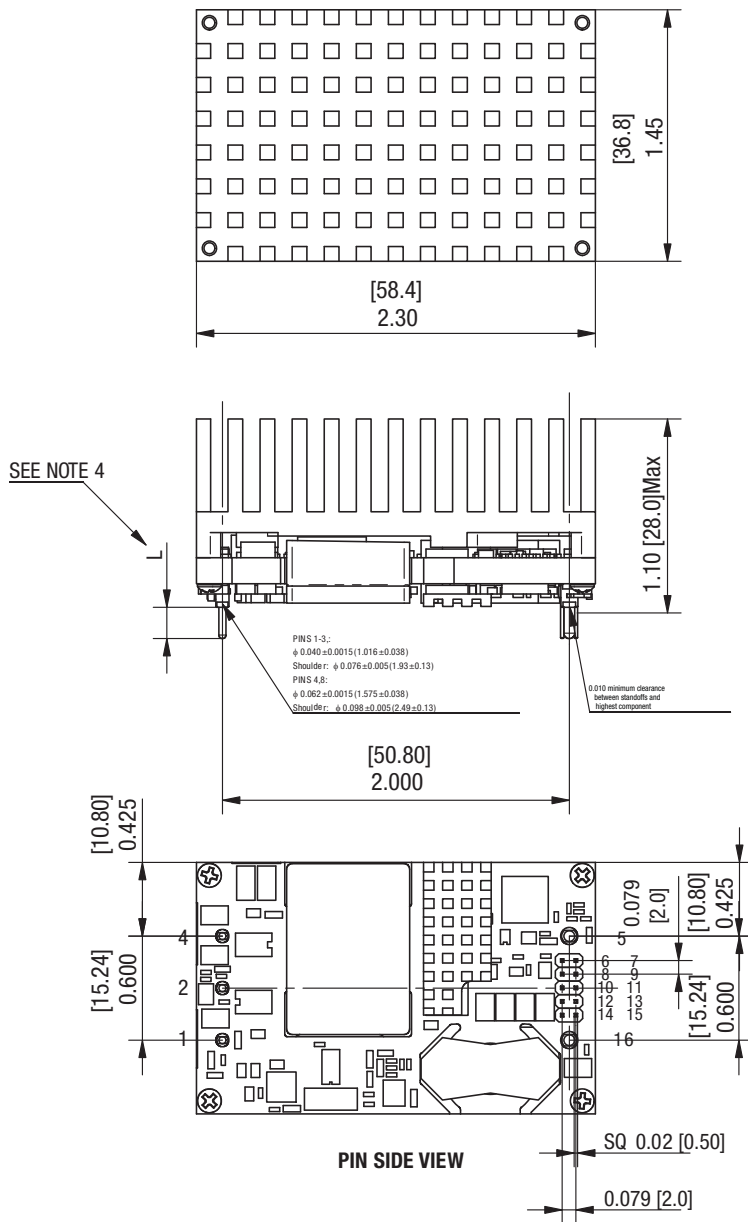 [36.8]
1.45
[58.4]
2.30
SEE NOTE 4
L
1.10 [28.0]Max
PINS 1-3,:
ϕ 0.040 ±0.0015(1.016 ±0.038)
Shoulder: ϕ 0.076 ±0.005(1.93 ±0.13)
PINS 4,8:
ϕ 0.062 ±0.0015(1.575 ±0.038)
Shoulder: ϕ 0.098 ±0.005(2.49 ±0.13)
0.010 minimum clearance
between standoffs and
highest component
[50.80]
2.000
[10.80]
0.425
[15.24]
0.600
4
2
1
0.079
[2.0]
[10.80]
0.425
[15.24]
0.600
5
6 7
8 9
10 11
12 13
14 15
16
PIN SIDE VIEW
SQ 0.02 [0.50]
0.079 [2.0]